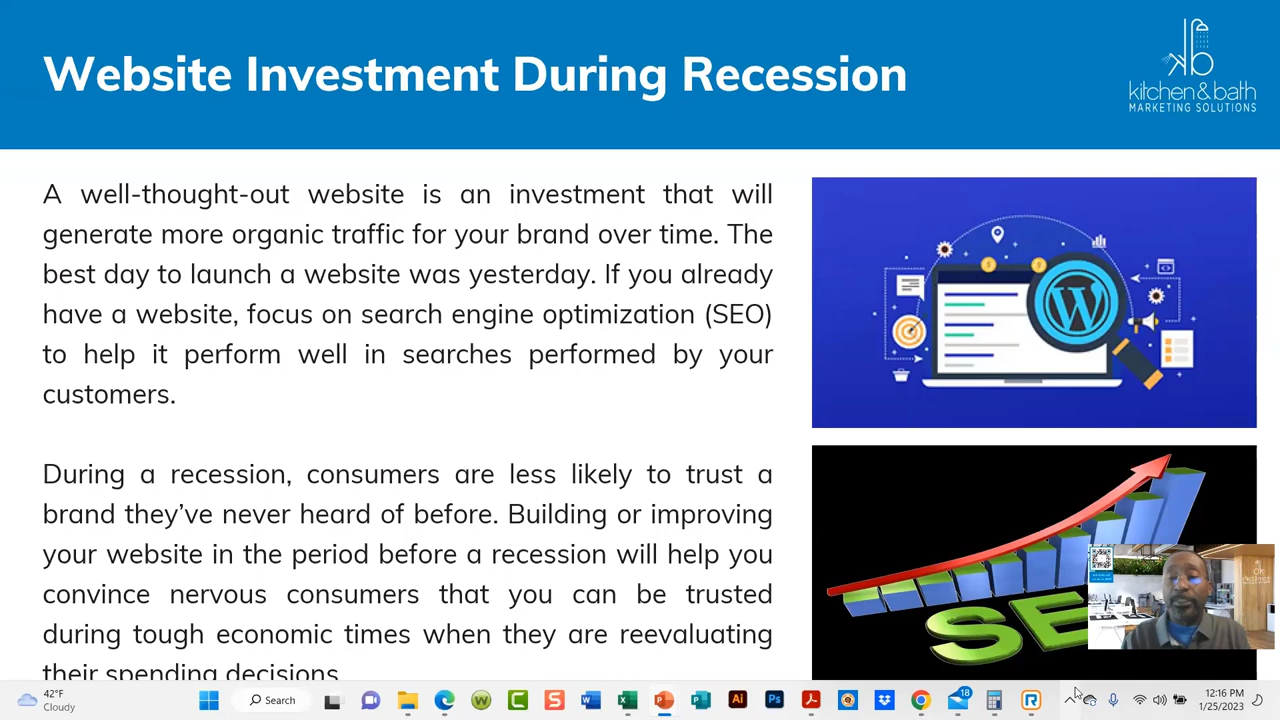 Website Investment During Recession
kitchen & bath
MARKETING SOLUTIONS
A well-thought-out website is an investment that will
generate more organic traffic for your brand over time. The
best day to launch a website was yesterday. If you already
have a website, focus on search engine optimization (SEO)
to help it perform well in searches performed by your
customers.
During a recession, consumers are less likely to trust a
brand they've never heard of before. Building or improving
your website in the period before a recession will help you
convince nervous consumers that you can be trusted
during tough economic times when they are reevaluating
their spending decisions.
SE
42°F
Cloudy
Search
18
12:16 PM
1/25/2023